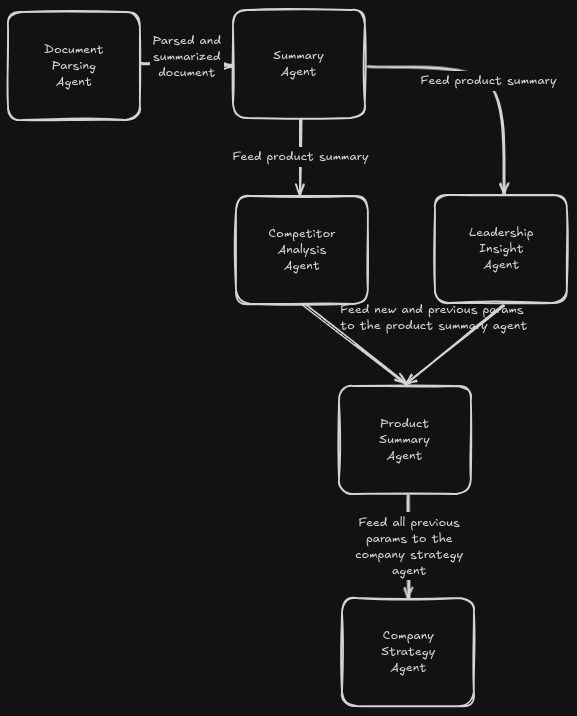 Document
Parsing
Agent
Parsed and
summarized
document
Summary
Agent
Feed product summary
Feed product summary
Competitor
Analysis
Agent
Leadership
Insight
Agent
Feed new and previous params
to the product summary agent
Product
Summary
Agent
Feed all previous
params to the
company strategy
agent
Company
Strategy
Agent